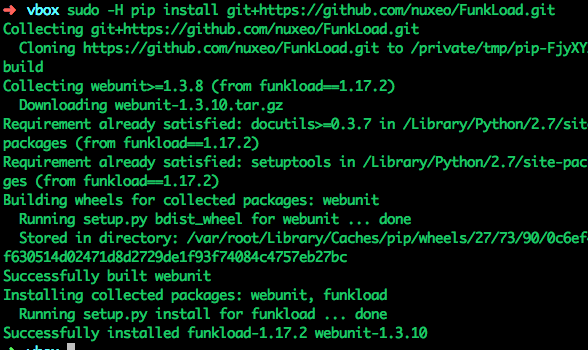 ➜ vbox sudo -H pip install git+https://github.com/nuxeo/FunkLoad.git
Collecting git+https://github.com/nuxeo/FunkLoad.git
Cloning https://github.com/nuxeo/FunkLoad.git to /private/tmp/pip-FjyXY
build
Collecting webunit>=1.3.8 (from funkload==1.17.2)
Downloading webunit-1.3.10.tar.gz
Requirement already satisfied: docutils>=0.3.7 in /Library/Python/2.7/site-
packages (from funkload==1.17.2)
Requirement already satisfied: setuptools in /Library/Python/2.7/site-pac
ges (from funkload==1.17.2)
Building wheels for collected packages: webunit
Running setup.py bdist_wheel for webunit ... done
Stored in directory: /var/root/Library/Caches/pip/wheels/27/73/90/0c6ef
f630514d02471d8d2729de1f93f74084c4757eb27bc
Successfully built webunit
Installing collected packages: webunit, funkload
Running setup.py install for funkload ... done
Successfully installed funkload-1.17.2 webunit-1.3.10
➜ vbox